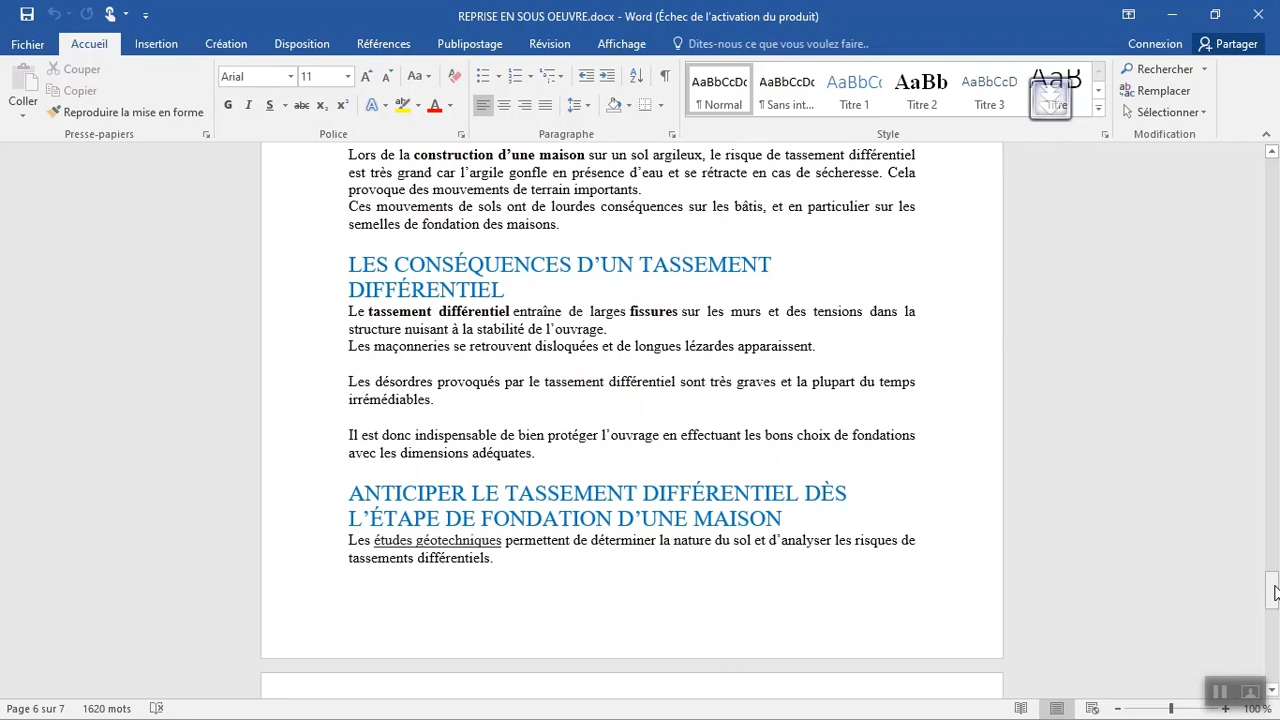 REPRISE EN SOUS OEUVRE.docx - Word (Échec de l'activation du produit)
Fichier Accueil Insertion Création Disposition Références Publipostage Révision Affichage Dites-nous ce que vous voulez faire.. Connexion Partager
Coller
Couper
Copier
Reproduire la mise en forme
Presse-papiers
Arial 11
G I S abc x₂ x²
Police
Paragraphe
AaBbCcDc AaBbCcDc AaBbCc AaBb AaBbCcD AaB
¶ Normal ¶ Sans int... Titre 1 Titre 2 Titre 3 Titre
Style
Rechercher
Remplacer
Sélectionner
Modification
Lors de la construction d'une maison sur un sol argileux, le risque de tassement différentiel
est très grand car l'argile gonfle en présence d'eau et se rétracte en cas de sécheresse. Cela
provoque des mouvements de terrain importants.
Ces mouvements de sols ont de lourdes conséquences sur les bâtis, et en particulier sur les
semelles de fondation des maisons.
LES CONSÉQUENCES D'UN TASSEMENT
DIFFÉRENTIEL
Le tassement différentiel entraîne de larges fissures sur les murs et des tensions dans la
structure nuisant à la stabilité de l'ouvrage.
Les maçonneries se retrouvent disloquées et de longues lézardes apparaissent.
Les désordres provoqués par le tassement différentiel sont très graves et la plupart du temps
irrémédiables.
Il est donc indispensable de bien protéger l'ouvrage en effectuant les bons choix de fondations
avec les dimensions adéquates.
ANTICIPER LE TASSEMENT DIFFÉRENTIEL DÈS
L'ÉTAPE DE FONDATION D'UNE MAISON
Les études géotechniques permettent de déterminer la nature du sol et d'analyser les risques de
tassements différentiels.
Page 6 sur 7 1620 mots 100 %